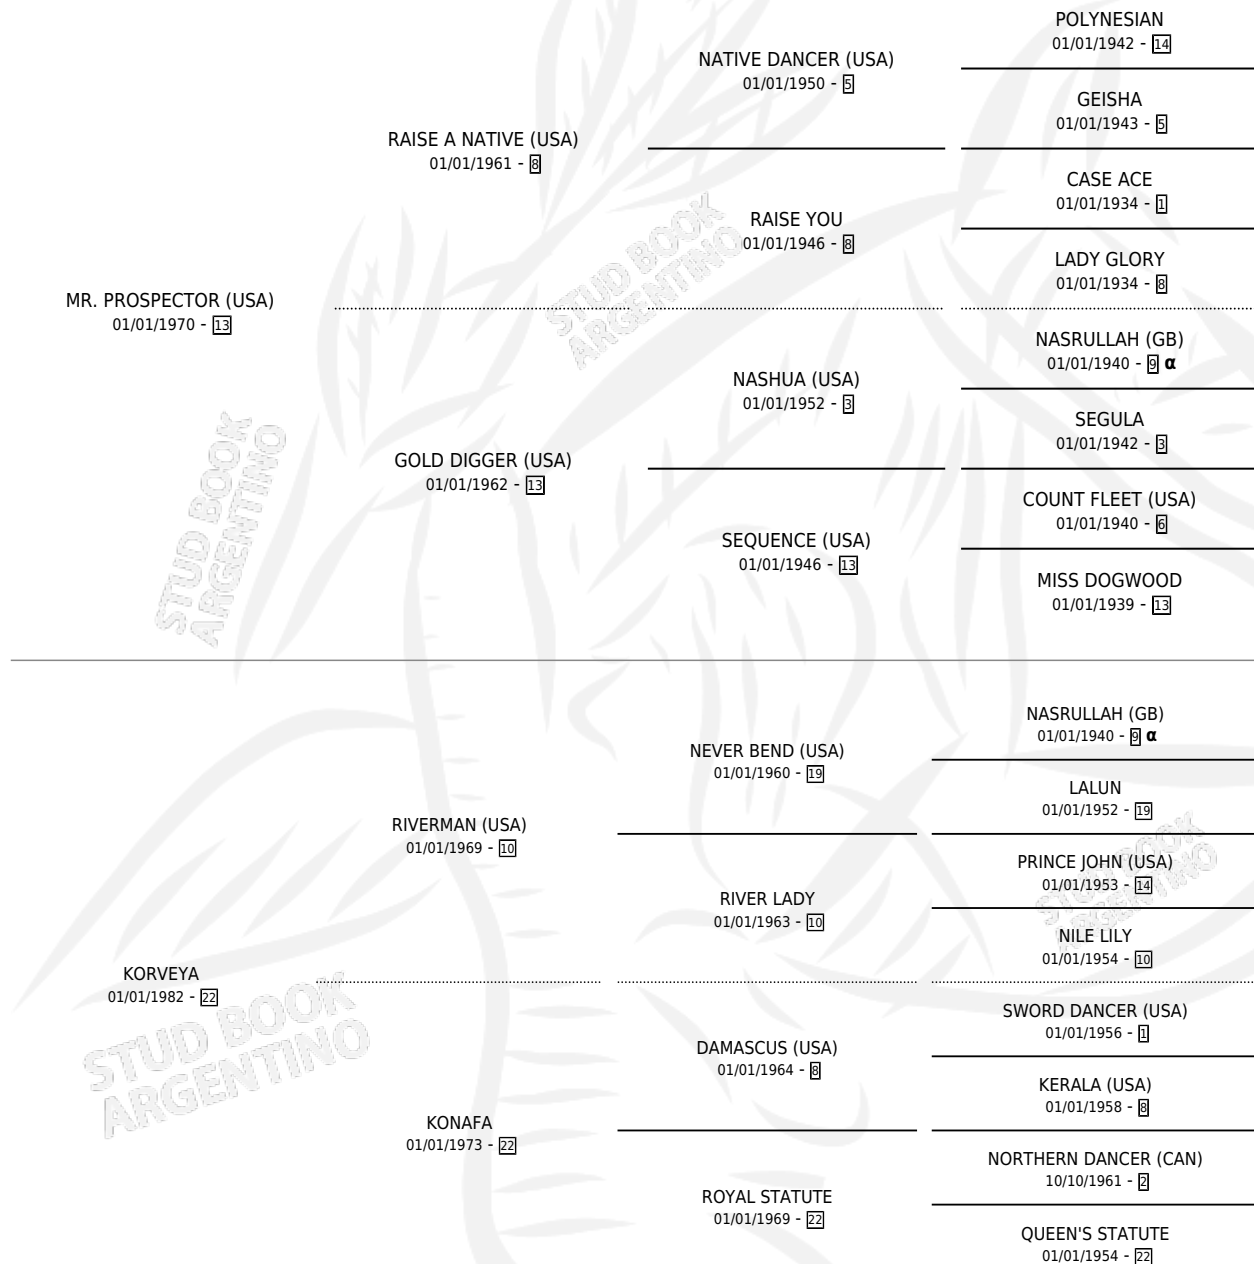 POLYNESIAN
01/01/1942 - 14
NATIVE DANCER (USA)
01/01/1950 - 5
GEISHA
01/01/1943 - 5
RAISE A NATIVE (USA)
01/01/1961 - 8
CASE ACE
01/01/1934 - 1
RAISE YOU
01/01/1946 - 8
LADY GLORY
01/01/1934 - 8
MR. PROSPECTOR (USA)
01/01/1970 - 13
NASRULLAH (GB)
01/01/1940 - 9 α
NASHUA (USA)
01/01/1952 - 3
SEGULA
01/01/1942 - 3
GOLD DIGGER (USA)
01/01/1962 - 13
COUNT FLEET (USA)
01/01/1940 - 6
SEQUENCE (USA)
01/01/1946 - 13
MISS DOGWOOD
01/01/1939 - 13
STUD BOOK
ARGENTINO
STUD BOOK
ARGENTINO
NASRULLAH (GB)
01/01/1940 - 9 α
NEVER BEND (USA)
01/01/1960 - 19
LALUN
01/01/1952 - 19
RIVERMAN (USA)
01/01/1969 - 10
PRINCE JOHN (USA)
01/01/1953 - 14
RIVER LADY
01/01/1963 - 10
NILE LILY
01/01/1954 - 10
KORVEYA
01/01/1982 - 22
SWORD DANCER (USA)
01/01/1956 - 1
DAMASCUS (USA)
01/01/1964 - 8
KERALA (USA)
01/01/1958 - 8
KONAFA
01/01/1973 - 22
NORTHERN DANCER (CAN)
10/10/1961 - 2
ROYAL STATUTE
01/01/1969 - 22
QUEEN'S STATUTE
01/01/1954 - 22
STUD BOOK
ARGENTINO
STUD BOOK
ARGENTINO